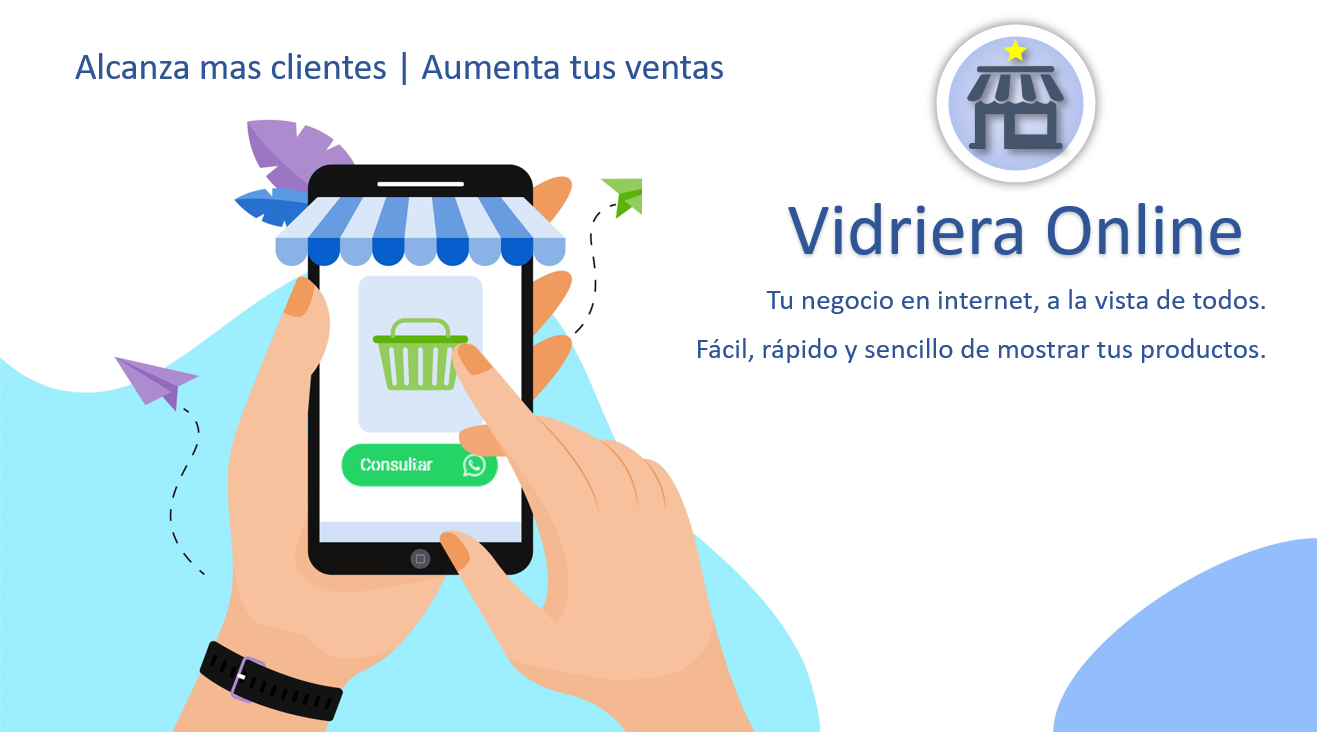 Alcanza mas clientes | Aumenta tus ventas
Vidriera Online
Tu negocio en internet, a la vista de todos.
Fácil, rápido y sencillo de mostrar tus productos.
Consultar